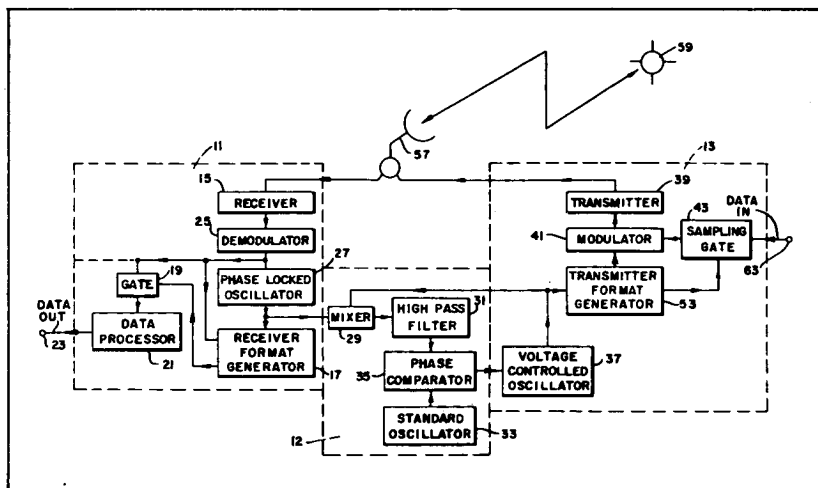 59
11
57
13
15
RECEIVER
25
DEMODULATOR
27
19
GATE
PHASE LOCKED
OSCILLATOR
DATA
OUT
23
DATA
PROCESSOR
21
RECEIVER
FORMAT
GENERATOR
17
MIXER
29
HIGH PASS
FILTER
31
PHASE
COMPARATOR
35
STANDARD
OSCILLATOR
33
12
39
TRANSMITTER
41
MODULATOR
43
SAMPLING
GATE
DATA
IN
63
TRANSMITTER
FORMAT
GENERATOR
53
VOLTAGE
CONTROLLED
OSCILLATOR
37